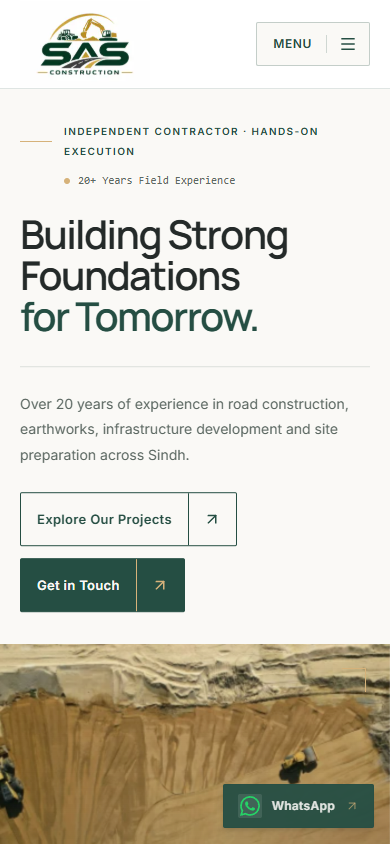 SAS
CONSTRUCTION
MENU
INDEPENDENT CONTRACTOR · HANDS-ON
EXECUTION
20+ Years Field Experience
Building Strong
Foundations
for Tomorrow.
Over 20 years of experience in road construction,
earthworks, infrastructure development and site
preparation across Sindh.
Explore Our Projects
Get in Touch
WhatsApp